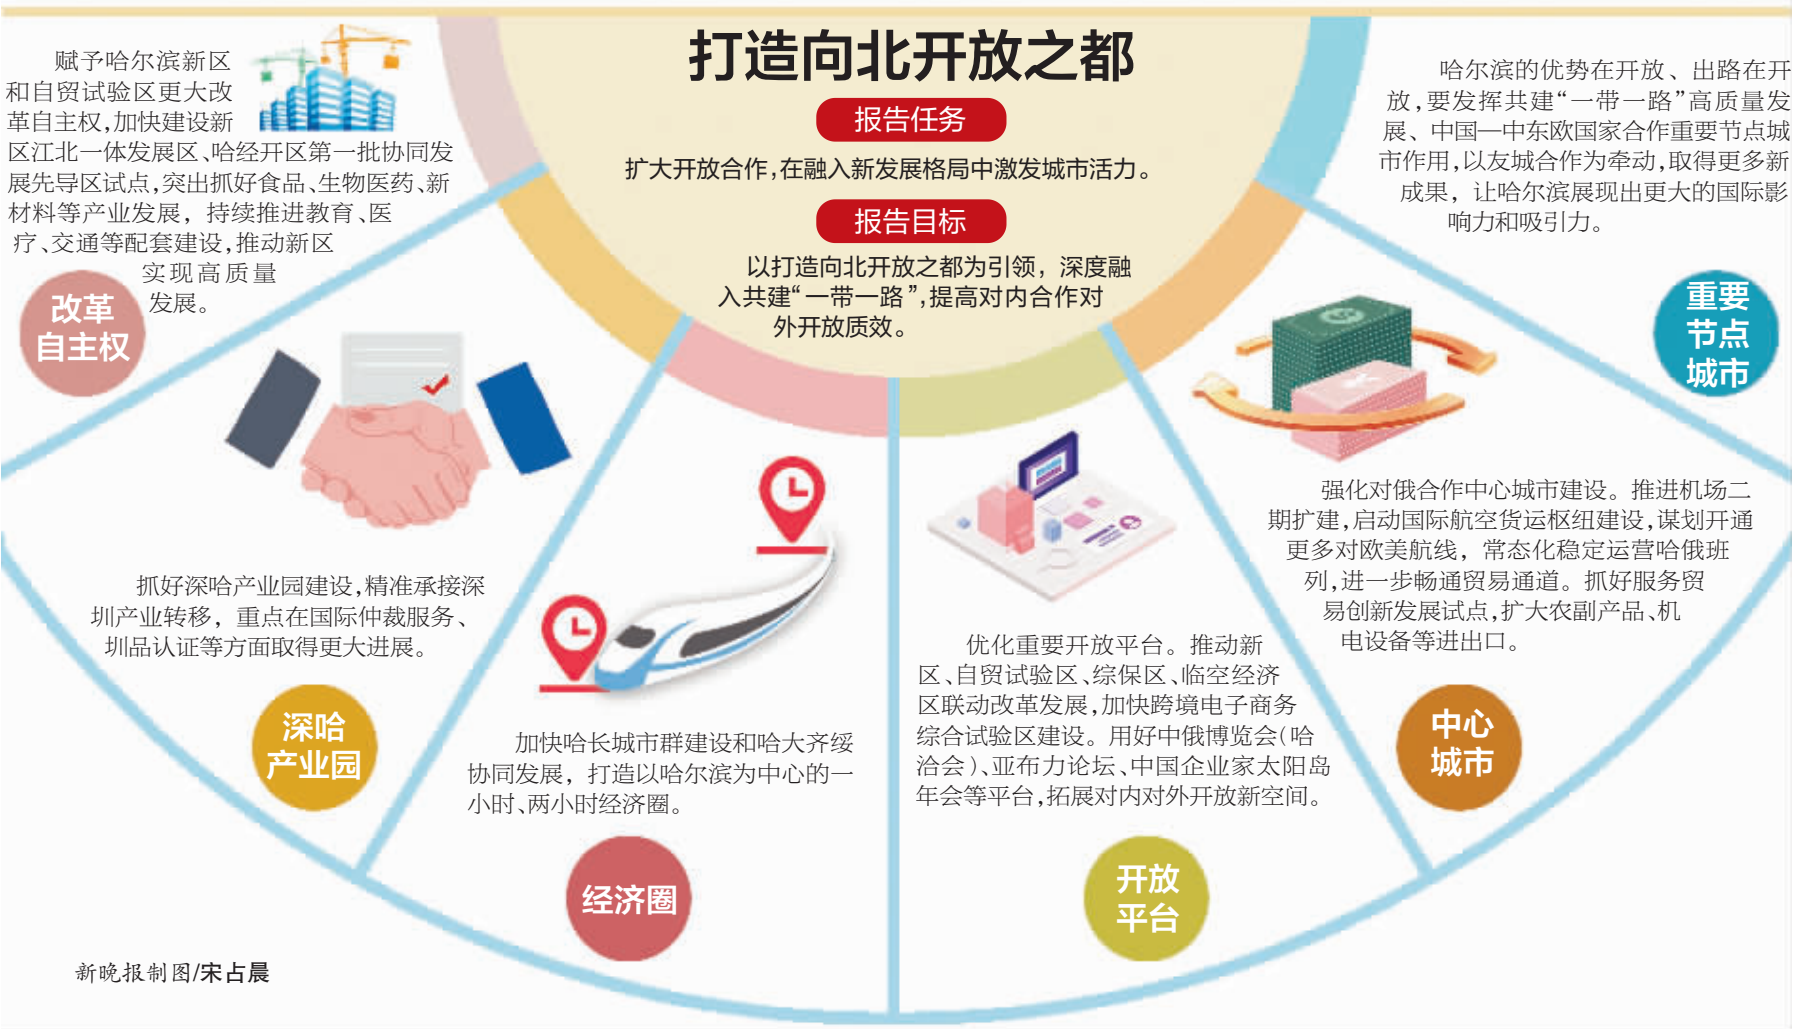 打造向北开放之都
报告任务
扩大开放合作,在融入新发展格局中激发城市活力。
报告目标
以打造向北开放之都为引领，深度融
入共建“一带一路”,提高对内合作对
外开放质效。
赋予哈尔滨新区
和自贸试验区更大改
革自主权,加快建设新
区江北一体发展区、哈经开区第一批协同发
展先导区试点,突出抓好食品、生物医药、新
材料等产业发展，持续推进教育、医
疗、交通等配套建设,推动新区
实现高质量
发展。
改革
自主权
抓好深哈产业园建设,精准承接深
圳产业转移，重点在国际仲裁服务、
圳品认证等方面取得更大进展。
深哈
产业园
加快哈长城市群建设和哈大齐绥
协同发展，打造以哈尔滨为中心的一
小时、两小时经济圈。
经济圈
优化重要开放平台。推动新
区、自贸试验区、综保区、临空经济
区联动改革发展,加快跨境电子商务
综合试验区建设。用好中俄博览会(哈
洽会)、亚布力论坛、中国企业家太阳岛
年会等平台,拓展对内对外开放新空间。
开放
平台
强化对俄合作中心城市建设。推进机场二
期扩建,启动国际航空货运枢纽建设,谋划开通
更多对欧美航线，常态化稳定运营哈俄班
列,进一步畅通贸易通道。抓好服务贸
易创新发展试点,扩大农副产品、机
电设备等进出口。
中心
城市
哈尔滨的优势在开放、出路在开
放,要发挥共建“一带一路”高质量发
展、中国—中东欧国家合作重要节点城
市作用,以友城合作为牵动,取得更多新
成果，让哈尔滨展现出更大的国际影
响力和吸引力。
重要
节点
城市
新晚报制图/宋占晨